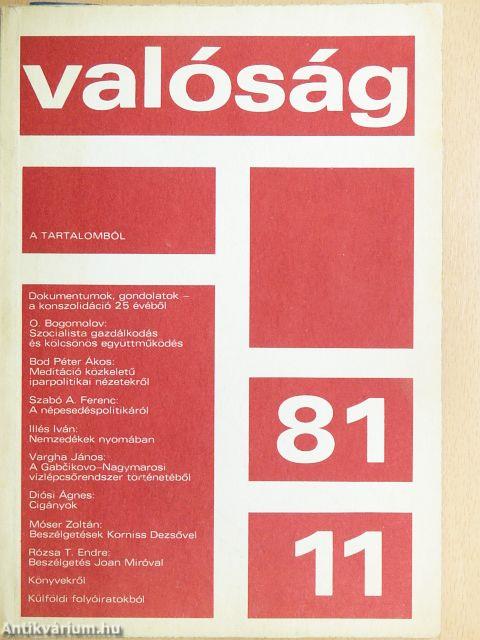 valóság
A TARTALOMBÓL
Dokumentumok, gondolatok –
a konszolidáció 25 évéből
O. Bogomolov:
Szocialista gazdálkodás
és kölcsönös együttműködés
Bod Péter Ákos:
Meditáció közkeletű
iparpolitikai nézetekről
Szabó A. Ferenc:
A népesedéspolitikáról
Illés Iván:
Nemzedékek nyomában
Vargha János:
A Gabčikovo–Nagymarosi
vízlépcsőrendszer történetéből
Diósi Ágnes:
Cigányok
Móser Zoltán:
Beszélgetések Korniss Dezsővel
Rózsa T. Endre:
Beszélgetés Joan Miróval
Könyvekről
Külföldi folyóiratokból
81
11
Antikvárium.hu